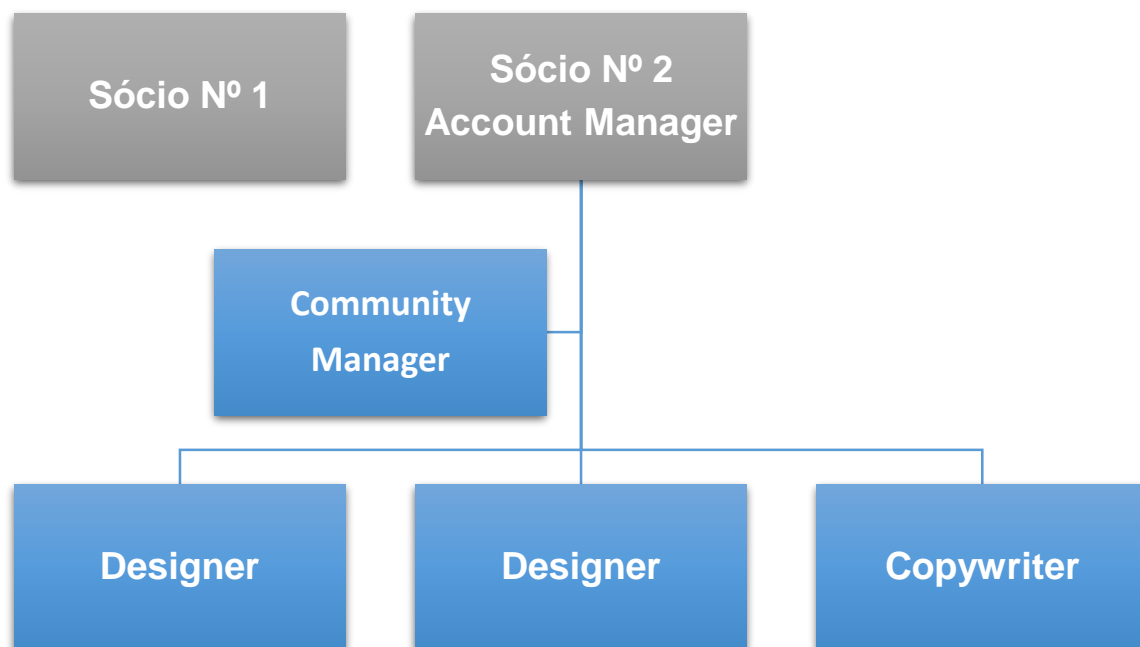 Sócio Nº 1
Sócio Nº 2
Account Manager
Community
Manager
Designer
Designer
Copywriter